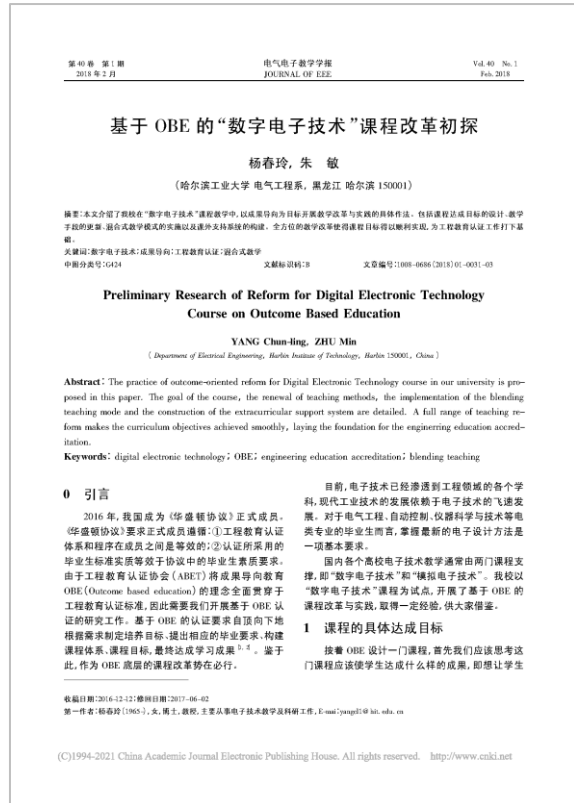 第40卷 第1期
2018年2月
电气电子教学学报
JOURNAL OF EEE
Vol. 40 No. 1
Feb. 2018
基于 OBE 的“数字电子技术”课程改革初探
杨春玲, 朱 敏
(哈尔滨工业大学 电气工程系, 黑龙江 哈尔滨 150001)
摘要:本文介绍了我校在“数字电子技术”课程教学中,以成果导向为目标开展教学改革与实践的具体作法。包括课程达成目标的设计、教学
手段的更新、混合式教学模式的实施以及课外支持系统的构建。全方位的教学改革使得课程目标得以顺利实现,为工程教育认证工作打下基
础。
关键词:数字电子技术;成果导向;工程教育认证;混合式教学
中图分类号:G424 文献标识码:B 文章编号:1008-0686(2018)01-0031-03
Preliminary Research of Reform for Digital Electronic Technology
Course on Outcome Based Education
YANG Chun-ling, ZHU Min
( Department of Electrical Engineering, Harbin Institute of Technology, Harbin 150001, China )
Abstract: The practice of outcome-oriented reform for Digital Electronic Technology course in our university is pro-
posed in this paper. The goal of the course, the renewal of teaching methods, the implementation of the blending
teaching mode and the construction of the extracurricular support system are detailed. A full range of teaching re-
form makes the curriculum objectives achieved smoothly, laying the foundation for the enginerring education accred-
itation.
Keywords: digital electronic technology; OBE; engineering education accreditation; blending teaching
0 引言
2016年,我国成为《华盛顿协议》正式成员。
《华盛顿协议》要求正式成员遵循:①工程教育认证
体系和程序在成员之间是等效的;②认证所采用的
毕业生标准实质等效于协议中的毕业生素质要求。
由于工程教育认证协会(ABET)将成果导向教育
OBE(Outcome based education)的理念全面贯穿于
工程教育认证标准,因此需要我们开展基于 OBE 认
证的研究工作。基于 OBE 的认证要求自顶向下地
根据需求制定培养目标、提出相应的毕业要求、构建
课程体系、课程目标,最终达成学习成果[1, 2]。鉴于
此,作为 OBE 底层的课程改革势在必行。
目前,电子技术已经渗透到工程领域的各个学
科,现代工业技术的发展依赖于电子技术的飞速发
展。对于电气工程、自动控制、仪器科学与技术等电
类专业的毕业生而言,掌握最新的电子设计方法是
一项基本要求。
国内各个高校电子技术教学通常由两门课程支
撑,即“数字电子技术”和“模拟电子技术”。我校以
“数字电子技术”课程为试点,开展了基于 OBE 的
课程改革与实践,取得一定经验,供大家借鉴。
1 课程的具体达成目标
按着 OBE 设计一门课程,首先我们应该思考这
门课程应该使学生达成什么样的成果,即想让学生
收稿日期:2016-12-12;修回日期:2017-06-02
第一作者:杨春玲(1965-),女,博士,教授,主要从事电子技术教学及科研工作,E-mai:yangcl1@hit.edu.cn
(C)1994-2021 China Academic Journal Electronic Publishing House. All rights reserved. http://www.cnki.net